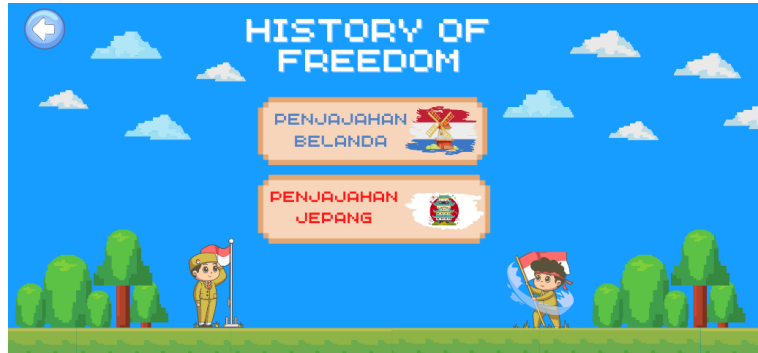 HISTORY OF
FREEDOM
PENJAJAHAN
BELANDA
PENJAJAHAN
JEPANG